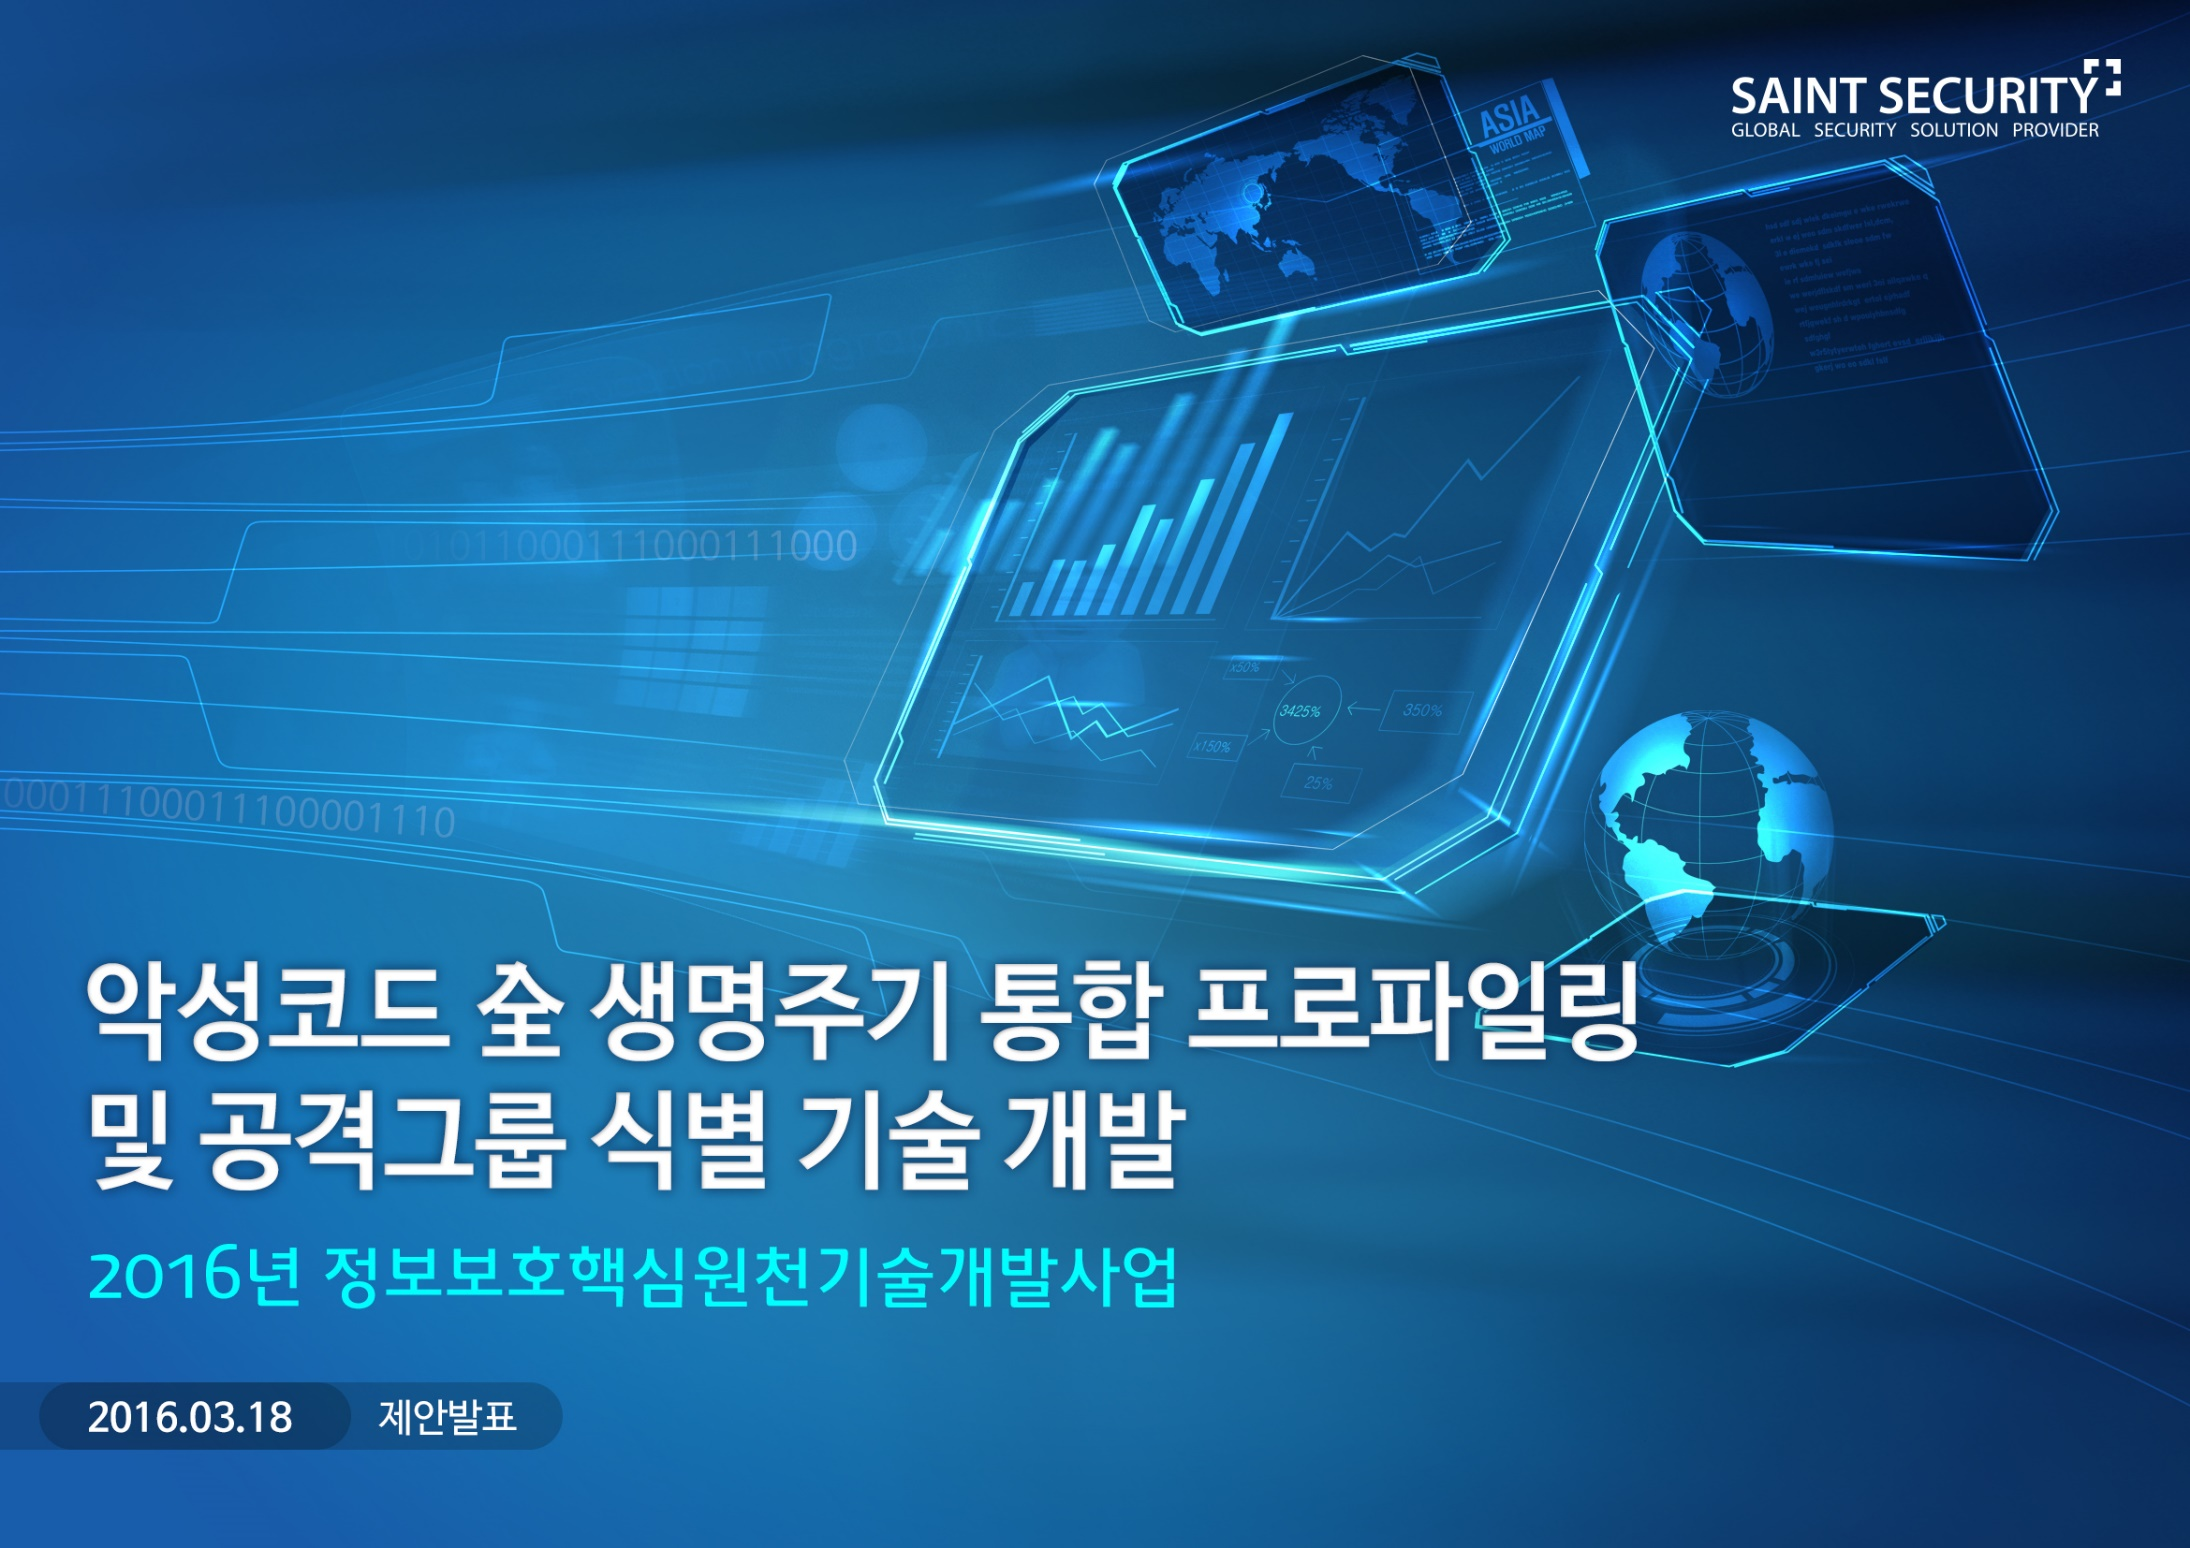 SAINT SECURITY
GLOBAL SECURITY SOLUTION PROVIDER
ASIA
WORLD MAP
x50%
3425%
350%
x150%
25%
악성코드 全 생명주기 통합 프로파일링
및 공격그룹 식별 기술 개발
2016년 정보보호핵심원천기술개발사업
2016.03.18 제안발표